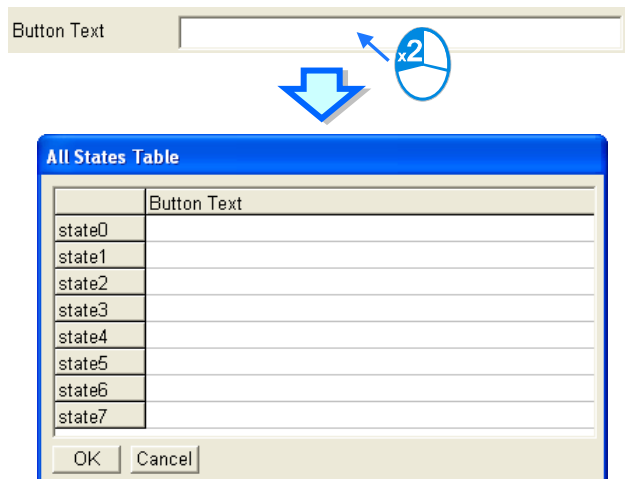 Button Text
x2
All States Table
Button Text
state0
state1
state2
state3
state4
state5
state6
state7
OK Cancel